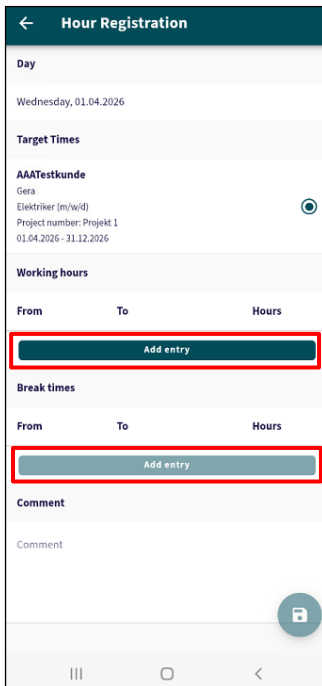 Hour Registration
Day
Wednesday, 01.04.2026
Target Times
AAATestkunde
Gera
Elektriker (m/w/d)
Project number: Projekt 1
01.04.2026 - 31.12.2026
Working hours
From To Hours
Add entry
Break times
From To Hours
Add entry
Comment
Comment